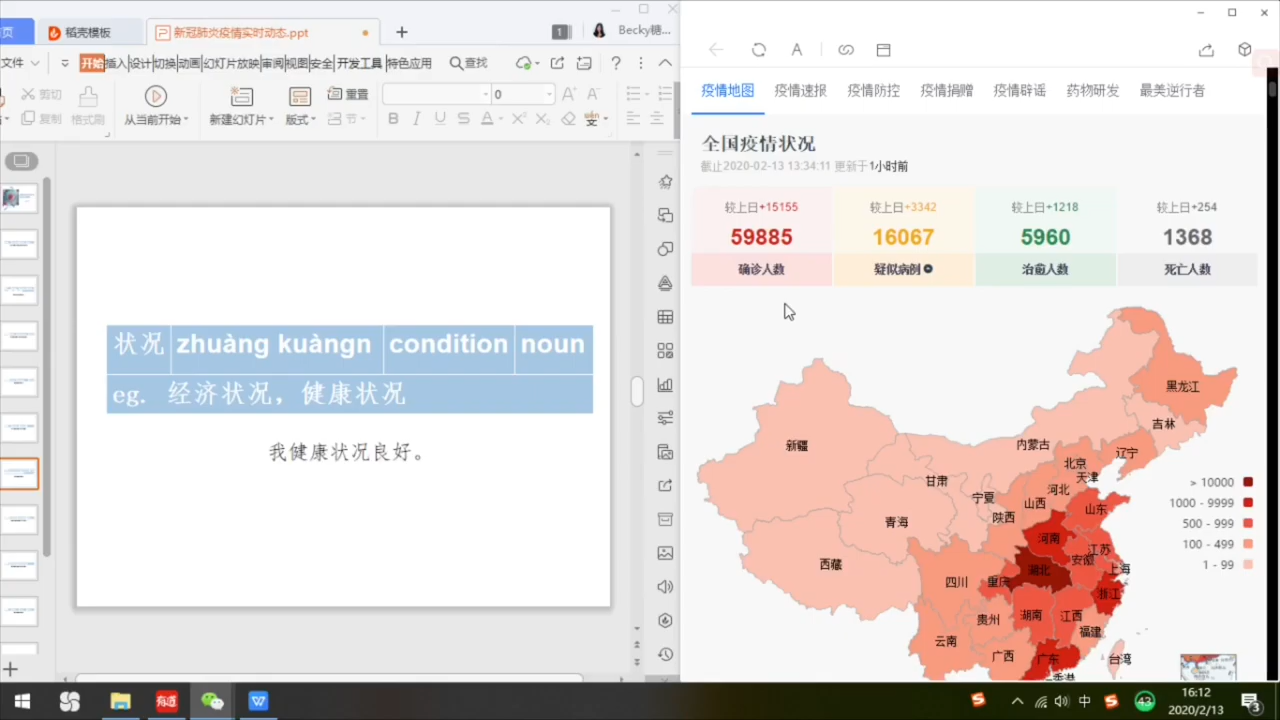 页
稻壳模板
新冠肺炎疫情实时动态.ppt
1
Becky糖...
文件
开始 插入 设计 切换 动画 幻灯片放映 审阅 视图 安全 开发工具 特色应用
查找
剪切
复制
格式刷
从当前开始
新建幻灯片
版式
重置
节
0
状况 zhuàng kuàngn condition noun
eg. 经济状况，健康状况
我健康状况良好。
疫情地图 疫情速报 疫情防控 疫情捐赠 疫情辟谣 药物研发 最美逆行者
全国疫情状况
截止2020-02-13 13:34:11 更新于1小时前
较上日+15155 较上日+3342 较上日+1218 较上日+254
59885 16067 5960 1368
确诊人数 疑似病例 治愈人数 死亡人数
黑龙江
吉林
新疆
内蒙古
辽宁
北京
天津
甘肃
河北
宁夏
山西
山东
陕西
青海
河南
江苏
安徽
西藏
湖北
上海
四川
重庆
浙江
湖南
江西
贵州
福建
云南
广西
广东
台湾
香港
> 10000
1000 - 9999
500 - 999
100 - 499
1 - 99
有道
中
43
16:12
2020/2/13
3